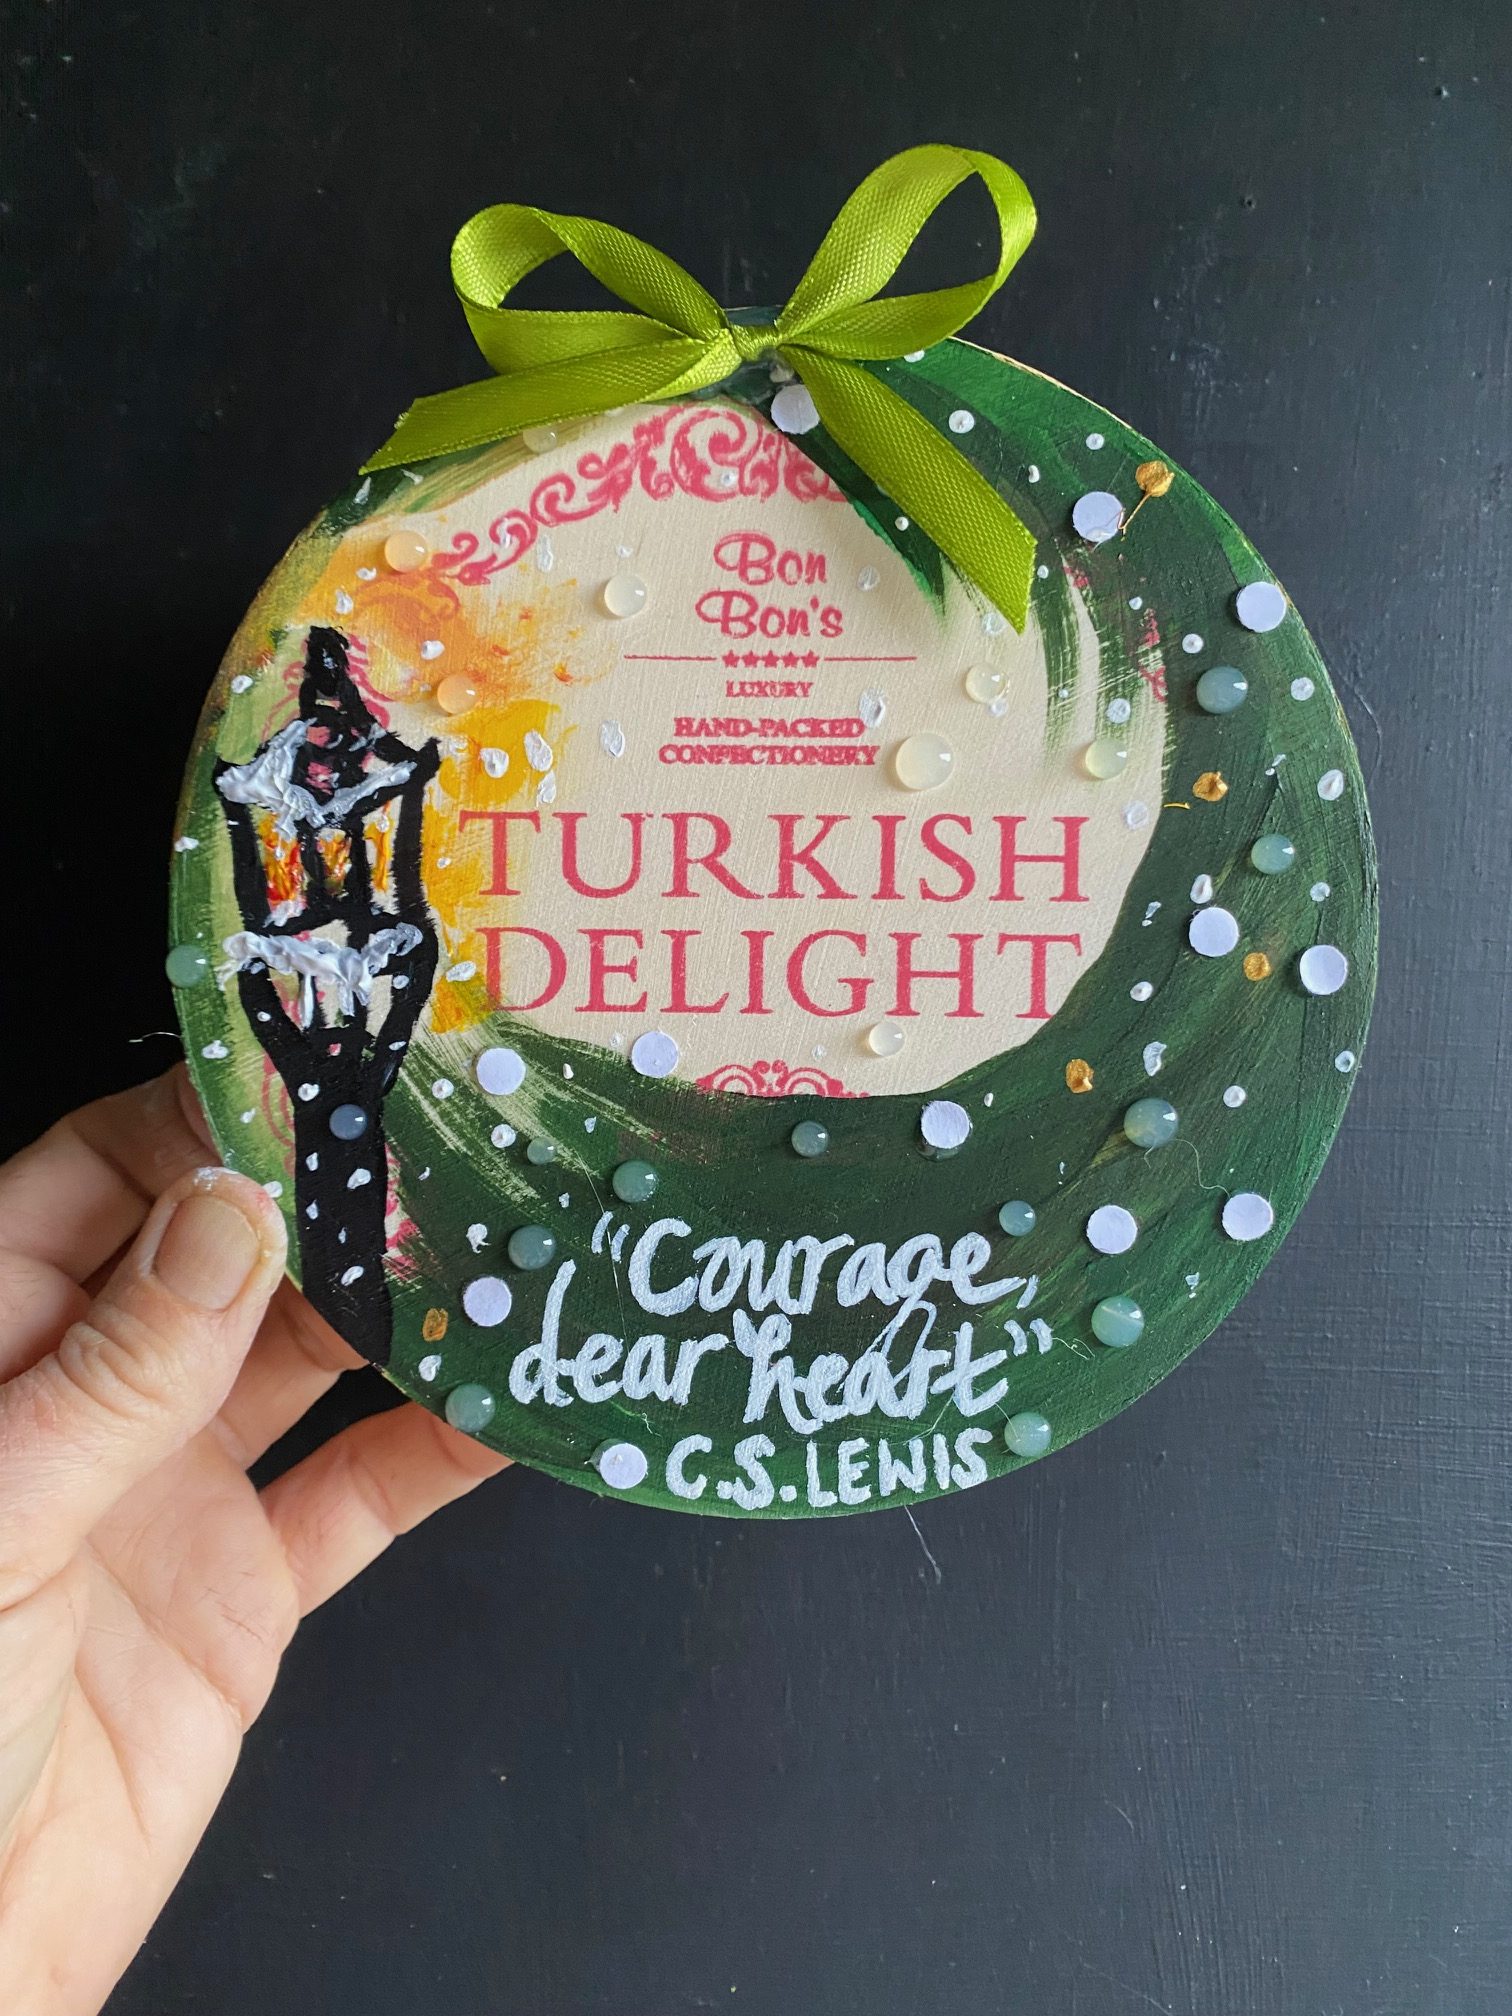 Bon
Bon's
LUXURY
HAND-PACKED
CONFECTIONERY
TURKISH
DELIGHT
"Courage,
dear heart"
C.S. LEWIS